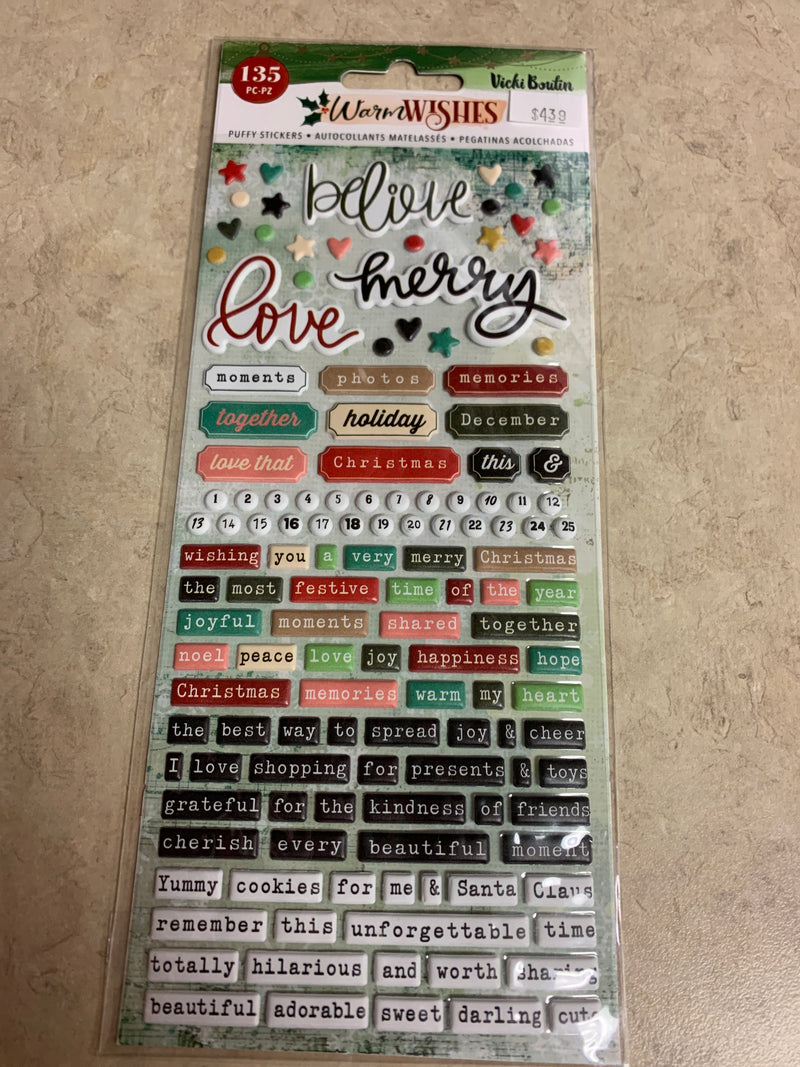 135
PC-PZ
Vicki Boutin
Warm WISHES
$4.39
PUFFY STICKERS • AUTOCOLLANTS MATELASSÉS • PEGATINAS ACOLCHADAS
believe
merry
love
moments photos memories
together holiday December
love that Christmas this &
1 2 3 4 5 6 7 8 9 10 11 12
13 14 15 16 17 18 19 20 21 22 23 24 25
wishing you a very merry Christmas
the most festive time of the year
joyful moments shared together
noel peace love joy happiness hope
Christmas memories warm my heart
the best way to spread joy & cheer
I love shopping for presents & toys
grateful for the kindness of friends
cherish every beautiful moment
Yummy cookies for me & Santa Claus
remember this unforgettable time
totally hilarious and worth sharing
beautiful adorable sweet darling cute